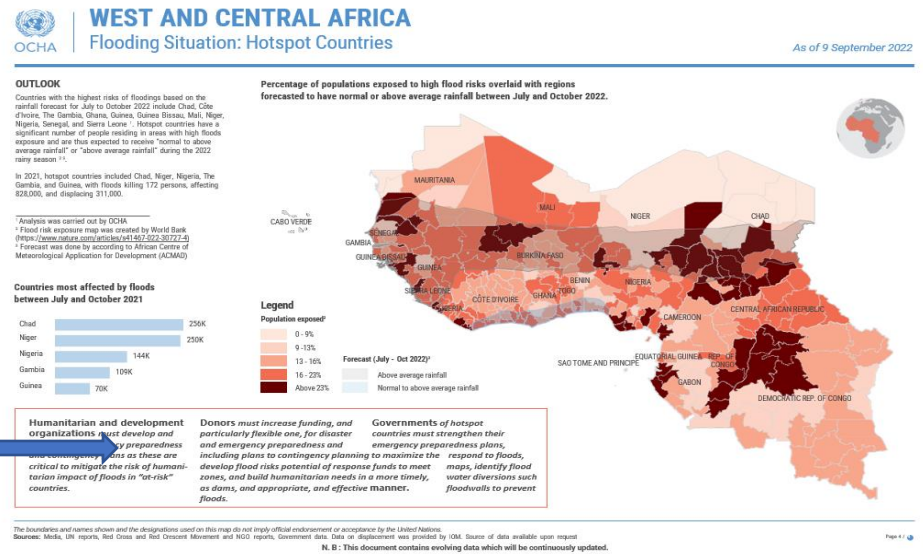 OCHA
WEST AND CENTRAL AFRICA
Flooding Situation: Hotspot Countries
As of 9 September 2022
OUTLOOK
Countries with the highest risks of floodings based on the
rainfall forecast for July to October 2022 include Chad, Côte
d'Ivoire, The Gambia, Ghana, Guinea, Guinea Bissau, Mali, Niger,
Nigeria, Senegal, and Sierra Leone ¹. Hotspot countries have a
significant number of people residing in areas with high floods
exposure and are thus expected to receive "normal to above
average rainfall" or "above average rainfall" during the 2022
rainy season ² ³.
In 2021, hotspot countries included Chad, Niger, Nigeria, The
Gambia, and Guinea, with floods killing 172 persons, affecting
828,000, and displacing 311,000.
¹ Analysis was carried out by OCHA
² Flood risk exposure map was created by World Bank
(https://www.nature.com/articles/s41467-022-30727-4)
³ Forecast was done by according to African Centre of
Meteorological Application for Development (ACMAD)
Countries most affected by floods
between July and October 2021
Chad 256K
Niger 250K
Nigeria 144K
Gambia 109K
Guinea 70K
Percentage of populations exposed to high flood risks overlaid with regions
forecasted to have normal or above average rainfall between July and October 2022.
MAURITANIA
MALI
NIGER
CHAD
CABO VERDE
SENEGAL
GAMBIA
GUINEA-BISSAU
GUINEA
BURKINA FASO
BENIN
NIGERIA
SIERRA LEONE
CÔTE D'IVOIRE
GHANA
TOGO
LIBERIA
CAMEROON
CENTRAL AFRICAN REPUBLIC
SAO TOME AND PRINCIPE
EQUATORIAL GUINEA
REP. OF
CONGO
GABON
DEMOCRATIC REP. OF CONGO
Legend
Population exposed²
0 - 9%
9 -13%
13 - 16%
16 - 23%
Above 23%
Forecast (July - Oct 2022)³
Above average rainfall
Normal to above average rainfall
Humanitarian and development
organizations must develop and
cy preparedness
and contingency plans as these are
critical to mitigate the risk of humani-
tarian impact of floods in "at-risk"
countries.
Donors must increase funding, and
particularly flexible one, for disaster
and emergency preparedness and
including plans to contingency planning to maximize the
develop flood risks potential of response funds to meet
zones, and build humanitarian needs in a more timely,
as dams, and appropriate, and effective manner.
floods.
Governments of hotspot
countries must strengthen their
emergency preparedness plans,
respond to floods,
maps, identify flood
water diversions such
floodwalls to prevent
The boundaries and names shown and the designations used on this map do not imply official endorsement or acceptance by the United Nations.
Sources: Media, UN reports, Red Cross and Red Crescent Movement and NGO reports, Government data. Data on displacement was provided by IOM. Source of data available upon request
Page 4 /
N. B : This document contains evolving data which will be continuously updated.